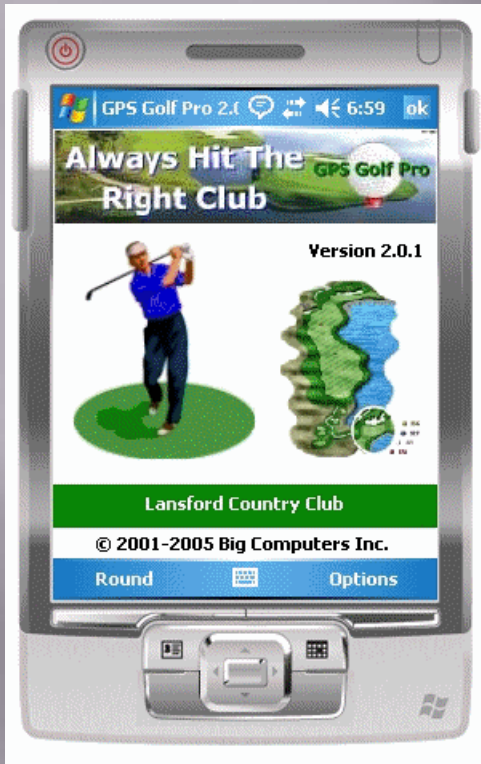 GPS Golf Pro 2.( 6:59 ok
Always Hit The
Right Club
GPS Golf Pro
Version 2.0.1
Lansford Country Club
© 2001-2005 Big Computers Inc.
Round Options